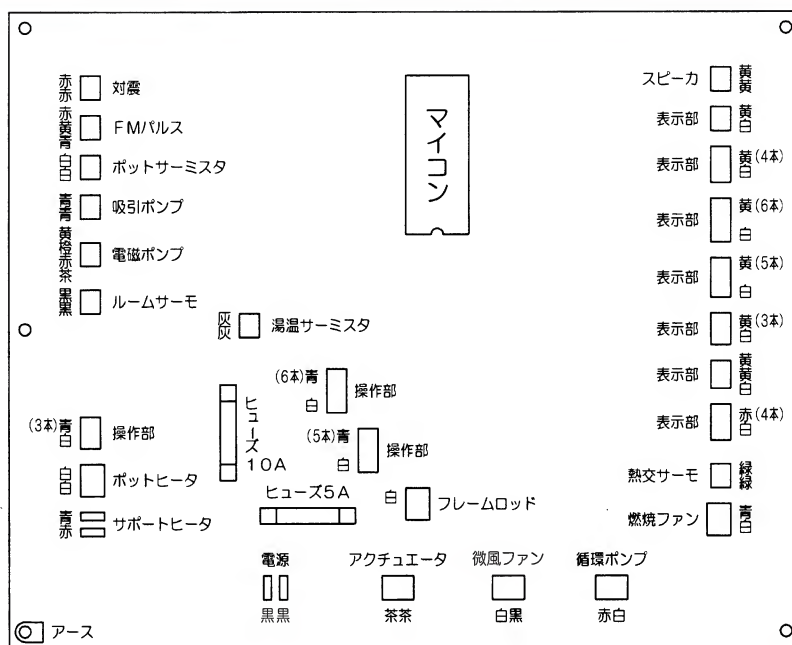 赤赤 対震
赤黄青 FMパルス
白白 ポットサーミスタ
青青 吸引ポンプ
黄橙赤茶 電磁ポンプ
黒黒 ルームサーモ
灰灰 湯温サーミスタ
マイコン
スピーカ 黄黄
表示部 黄白
表示部 黄(4本)白
表示部 黄(6本)白
表示部 黄(5本)白
表示部 黄(3本)白
表示部 黄黄白
表示部 赤(4本)白
熱交サーモ 緑緑
燃焼ファン 青白
(6本)青白 操作部
ヒューズ10A
(5本)青白 操作部
(3本)青白 操作部
白白 ポットヒータ
青赤 サポートヒータ
ヒューズ5A
白 フレームロッド
電源 アクチュエータ 微風ファン 循環ポンプ
黒黒 茶茶 白黒 赤白
アース